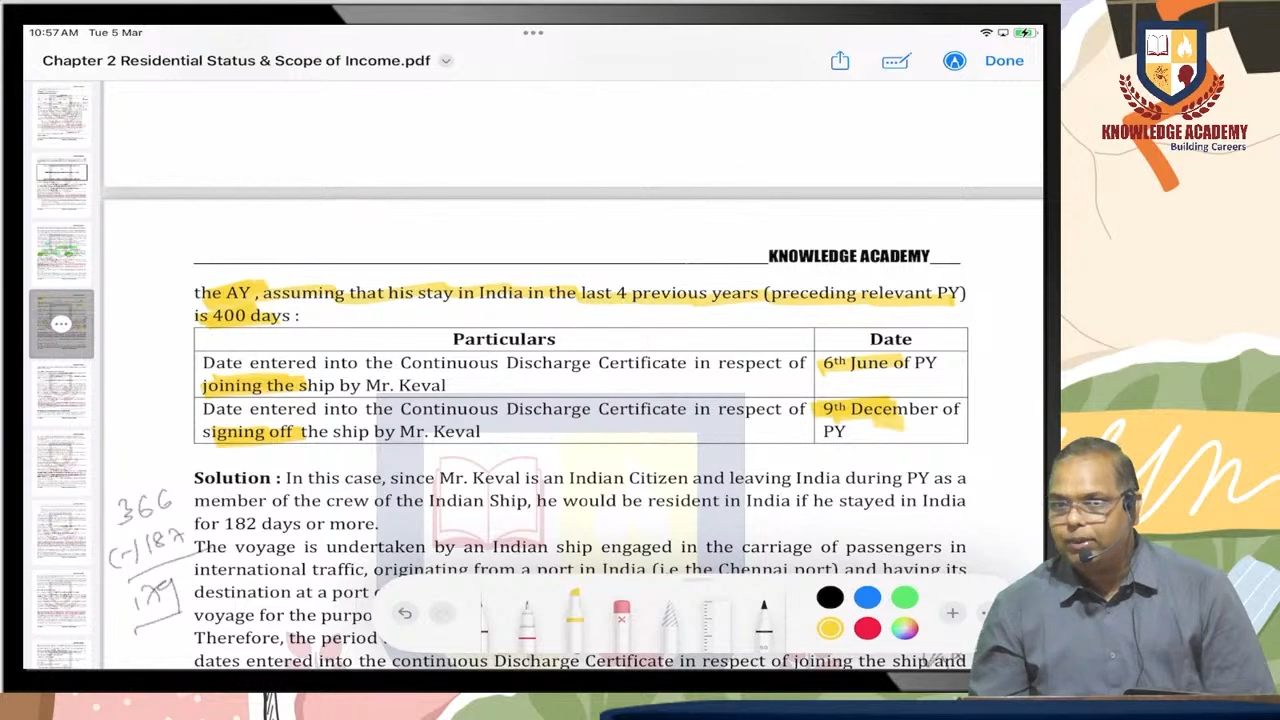 10:57 AM Tue 5 Mar
Chapter 2 Residential Status & Scope of Income.pdf
Done
KNOWLEDGE ACADEMY
Building Careers
KNOWLEDGE ACADEMY
the AY, assuming that his stay in India in the last 4 previous years (preceding relevant PY)
is 400 days :
Particulars Date
Date entered into the Continuous Discharge Certificate in respect of 6th June of PY
joining the ship by Mr. Keval
Date entered into the Continuous Discharge Certificate in respect of 9th December of
off the ship by Mr. Keval PY
Solution : In the case, since Mr. Keval is an Indian Citizen and leaving India during PY as a
member of the crew of the Indian Ship, he would be resident in India if he stayed in India
for 182 days or more.
The voyage is undertaken by an Indian ship engaged in the carriage of passengers in
international traffic, originating from a port in India (i.e the Chennai port) and having its
destination at a port
voyage for the purpo
Therefore, the period
date entered into the Continuous Discharge Certificate in respect of joining the ship and
366